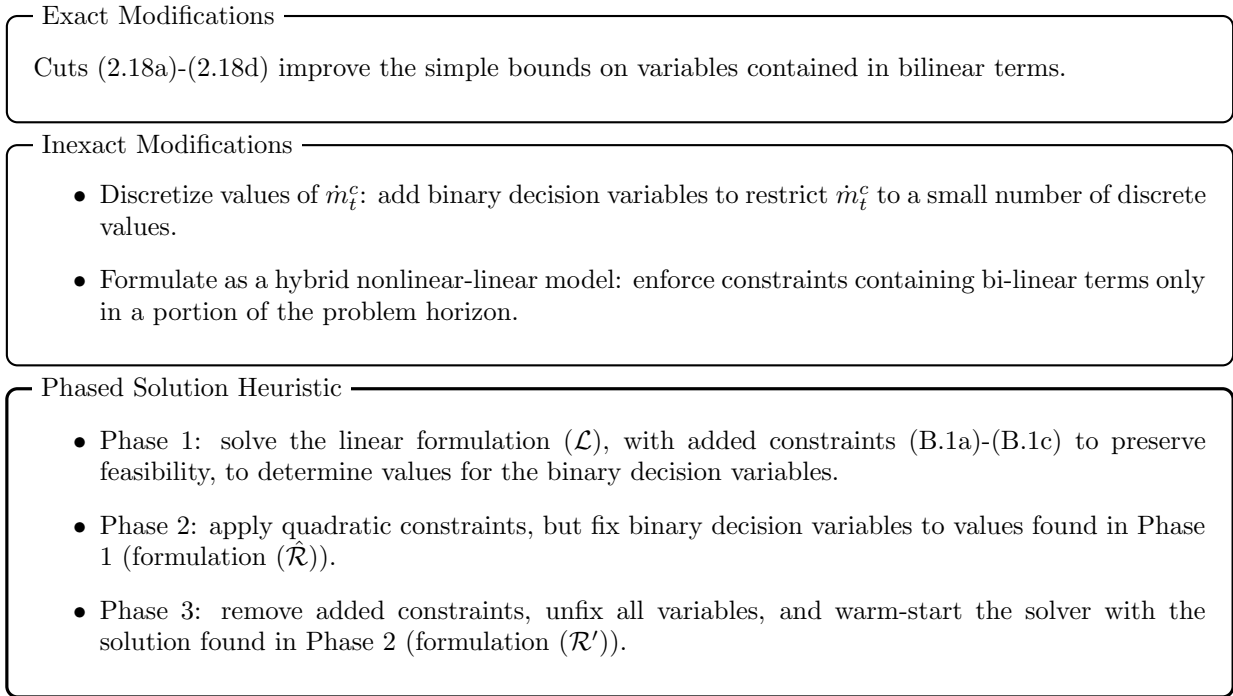 Exact Modifications
Cuts (2.18a)-(2.18d) improve the simple bounds on variables contained in bilinear terms.
Inexact Modifications
• Discretize values of ṁ_t^c: add binary decision variables to restrict ṁ_t^c to a small number of discrete
values.
• Formulate as a hybrid nonlinear-linear model: enforce constraints containing bi-linear terms only
in a portion of the problem horizon.
Phased Solution Heuristic
• Phase 1: solve the linear formulation (ℒ), with added constraints (B.1a)-(B.1c) to preserve
feasibility, to determine values for the binary decision variables.
• Phase 2: apply quadratic constraints, but fix binary decision variables to values found in Phase
1 (formulation (ℛ̂)).
• Phase 3: remove added constraints, unfix all variables, and warm-start the solver with the
solution found in Phase 2 (formulation (ℛ′)).